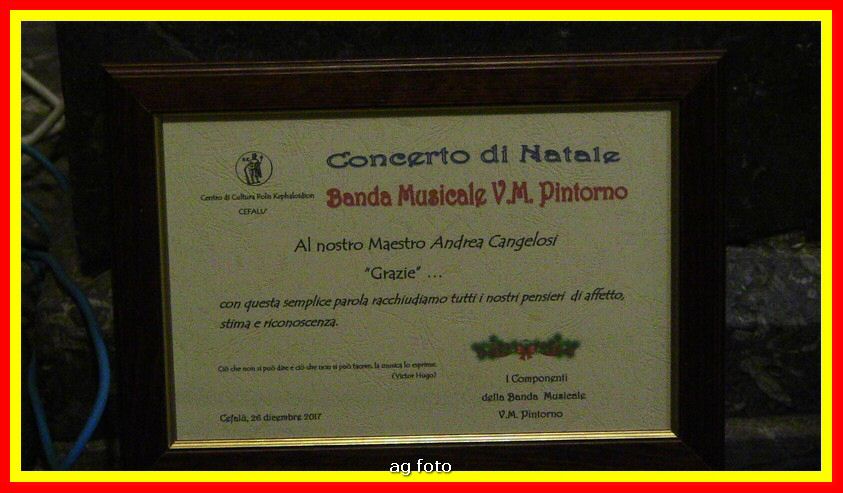 Concerto di Natale
Centro di Cultura Polis Kephaloidion
CEFALU'
Banda Musicale V.M. Pintorno
Al nostro Maestro Andrea Cangelosi
"Grazie" ...
con questa semplice parola racchiudiamo tutti i nostri pensieri di affetto,
stima e riconoscenza.
Ciò che non si può dire e ciò che non si può tacere, la musica lo esprime.
(Victor Hugo)
I Componenti
della Banda Musicale
V.M. Pintorno
Cefalù, 26 dicembre 2017
ag foto